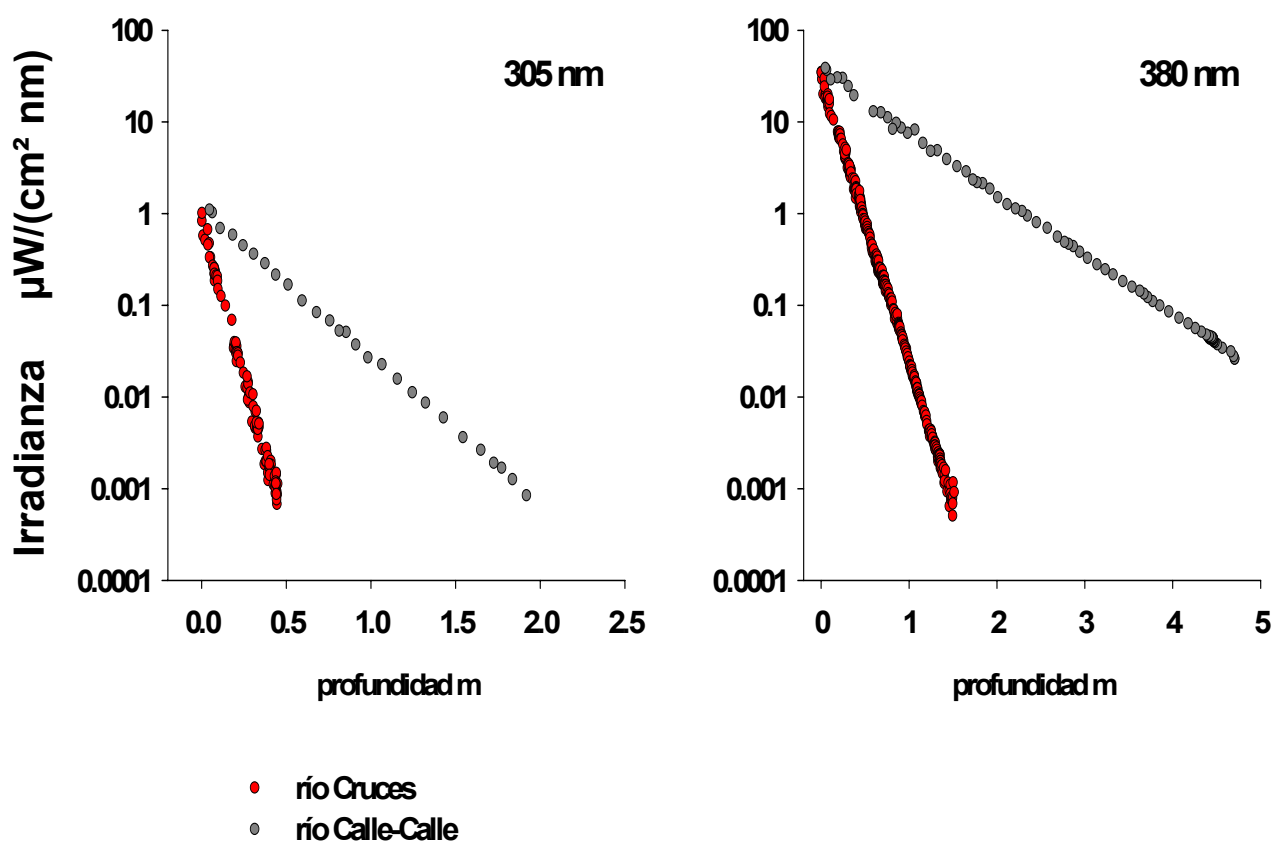 Irradianza µW/(cm² nm)
305 nm
100
10
1
0.1
0.01
0.001
0.0001
0.0 0.5 1.0 1.5 2.0 2.5
profundidad m
380 nm
100
10
1
0.1
0.01
0.001
0.0001
0 1 2 3 4 5
profundidad m
río Cruces
río Calle-Calle